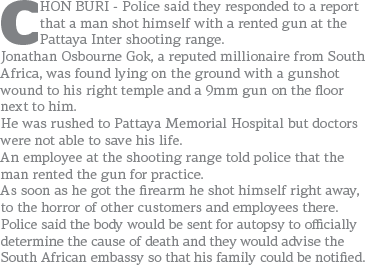 CHON BURI - Police said they responded to a report
that a man shot himself with a rented gun at the
Pattaya Inter shooting range.
Jonathan Osbourne Gok, a reputed millionaire from South
Africa, was found lying on the ground with a gunshot
wound to his right temple and a 9mm gun on the floor
next to him.
He was rushed to Pattaya Memorial Hospital but doctors
were not able to save his life.
An employee at the shooting range told police that the
man rented the gun for practice.
As soon as he got the firearm he shot himself right away,
to the horror of other customers and employees there.
Police said the body would be sent for autopsy to officially
determine the cause of death and they would advise the
South African embassy so that his family could be notified.